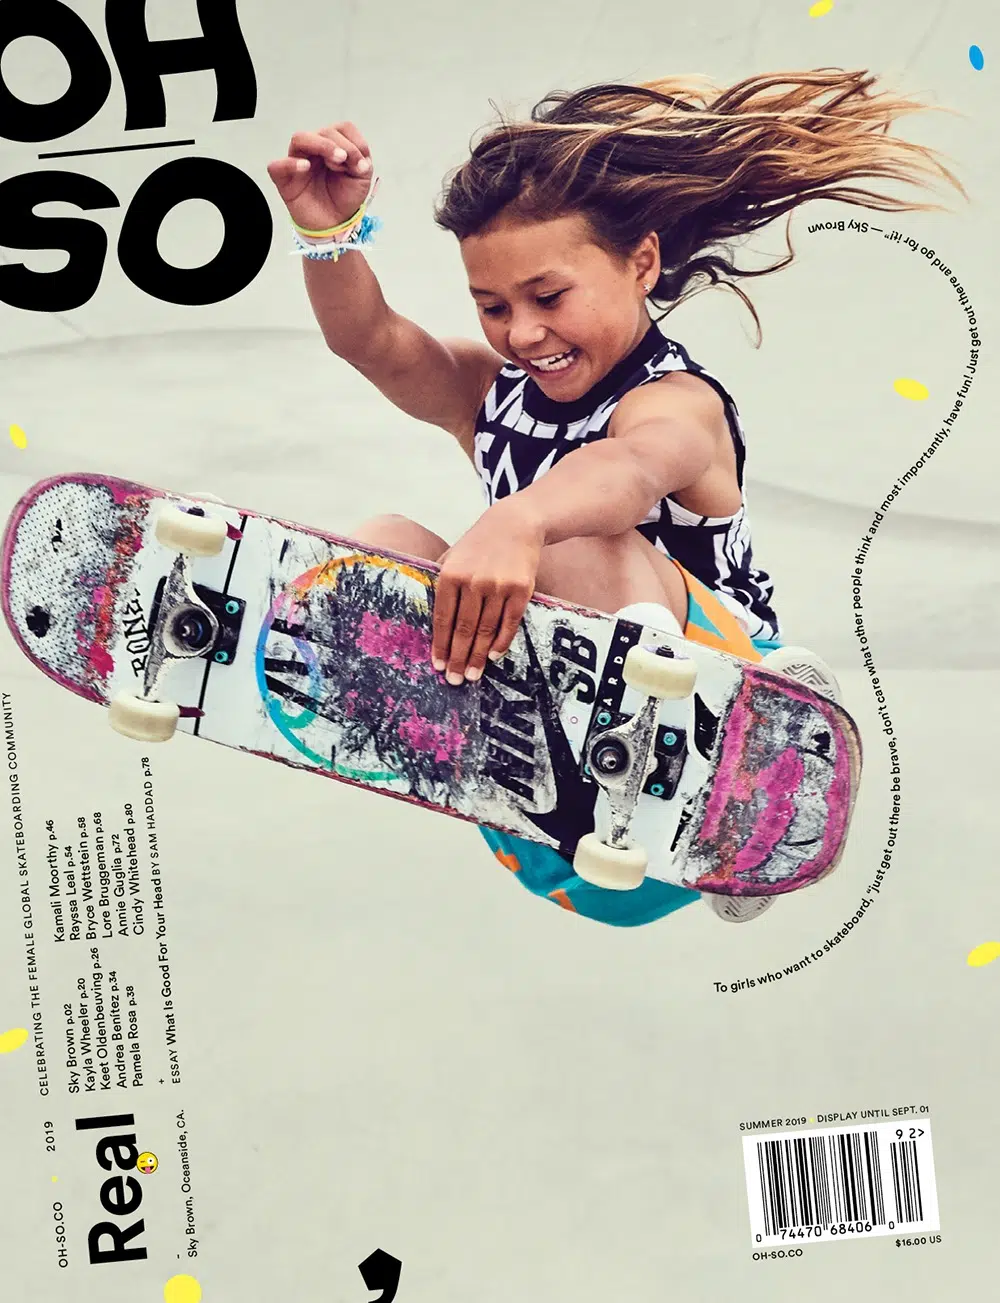 OH
SO
To girls who want to skateboard, “just get out there be brave, don’t care what other people think and most importantly, have fun! Just get out there and go for it!” — Sky Brown
BONES
NIKE
SB
ARDS
CELEBRATING THE FEMALE GLOBAL SKATEBOARDING COMMUNITY
Sky Brown p.02
Kayla Wheeler p.20
Keet Oldenbeuving p.26
Andrea Benítez p.34
Pamela Rosa p.38
Kamali Moorthy p.46
Rayssa Leal p.54
Bryce Wettstein p.58
Lore Bruggeman p.68
Annie Guglia p.72
Cindy Whitehead p.80
+
ESSAY What Is Good For Your Head BY SAM HADDAD p.78
OH-SO.CO 2019
Real
-
Sky Brown, Oceanside, CA.
,
SUMMER 2019 DISPLAY UNTIL SEPT. 01
92>
0 74470 68406 0
OH-SO.CO
$16.00 US